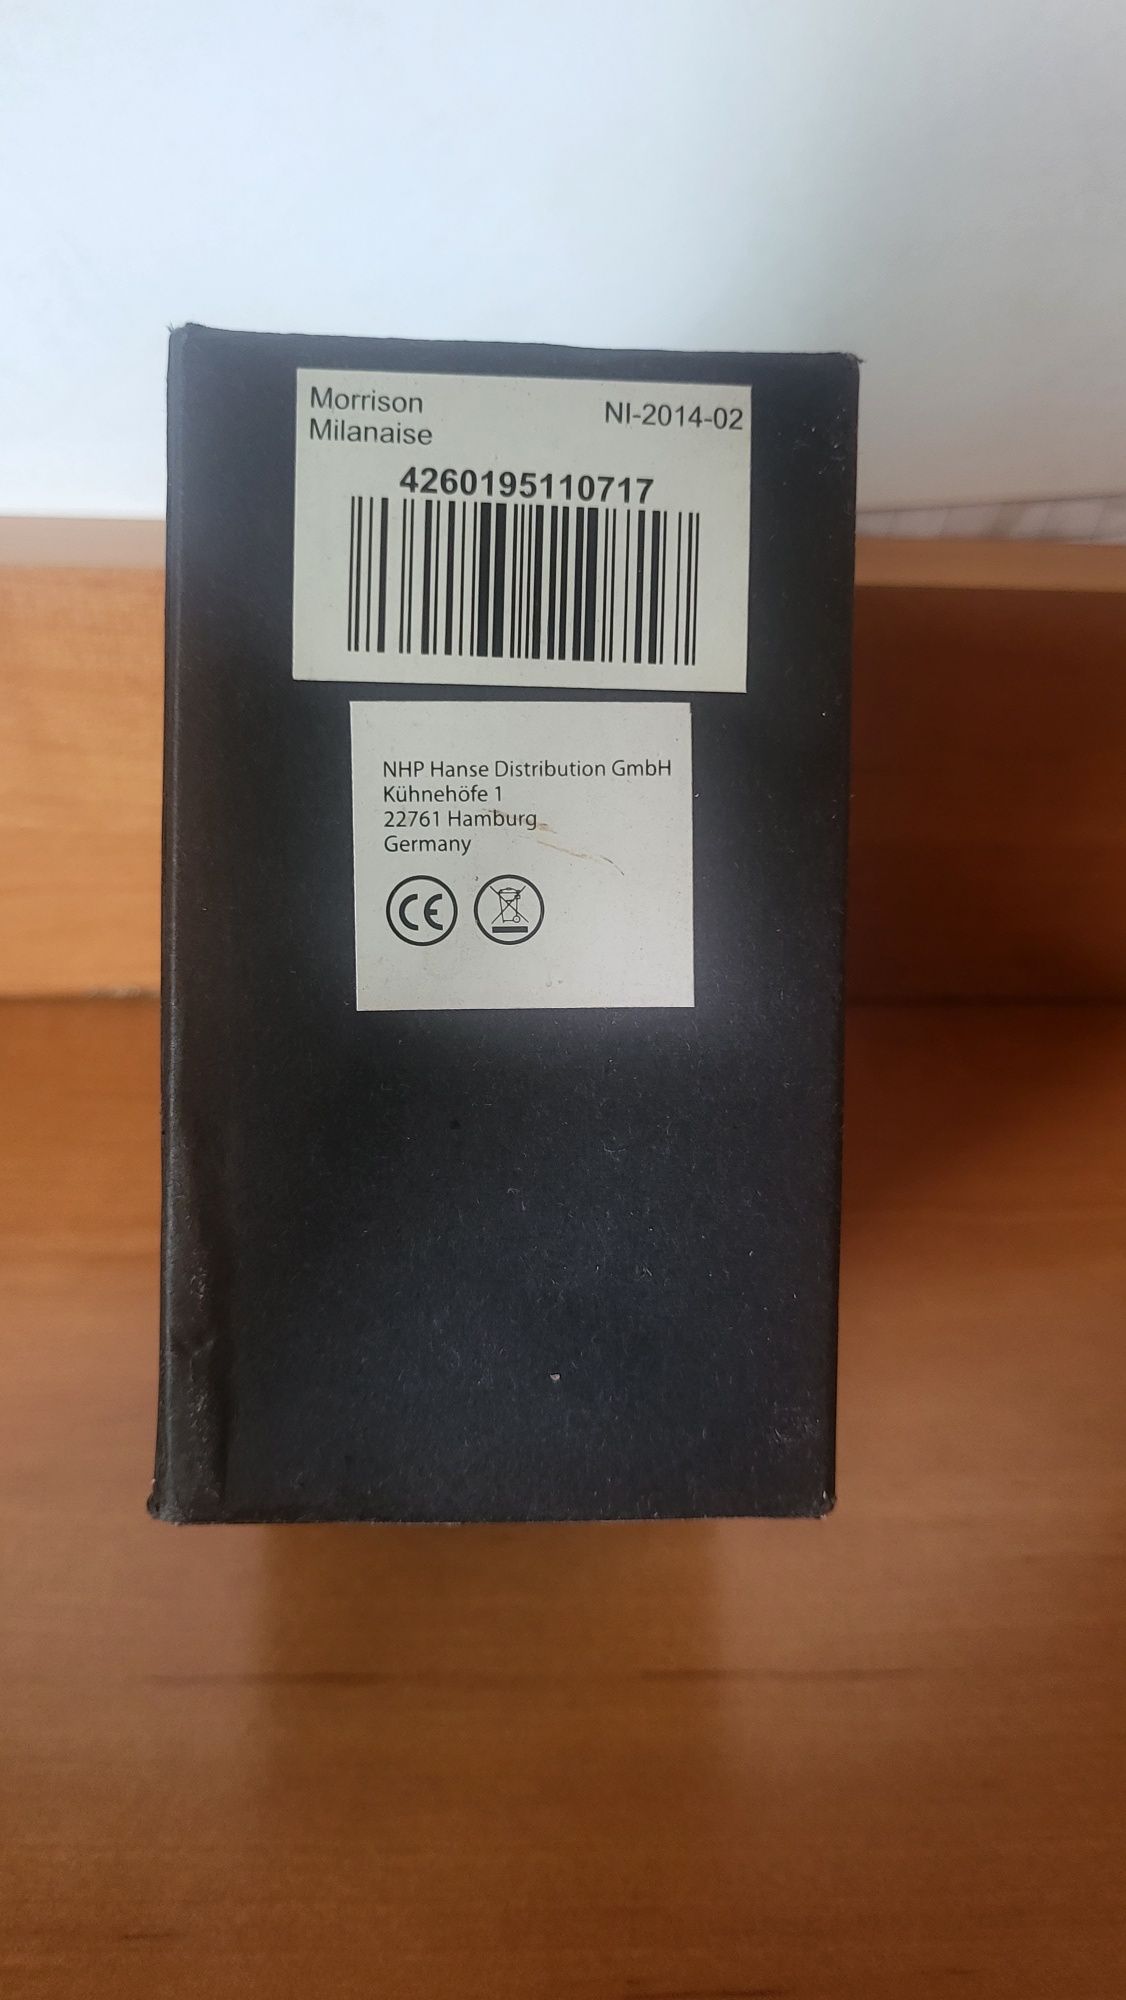 Morrison
Milanaise
NI-2014-02
4260195110717
NHP Hanse Distribution GmbH
Kühnehöfe 1
22761 Hamburg
Germany
CE